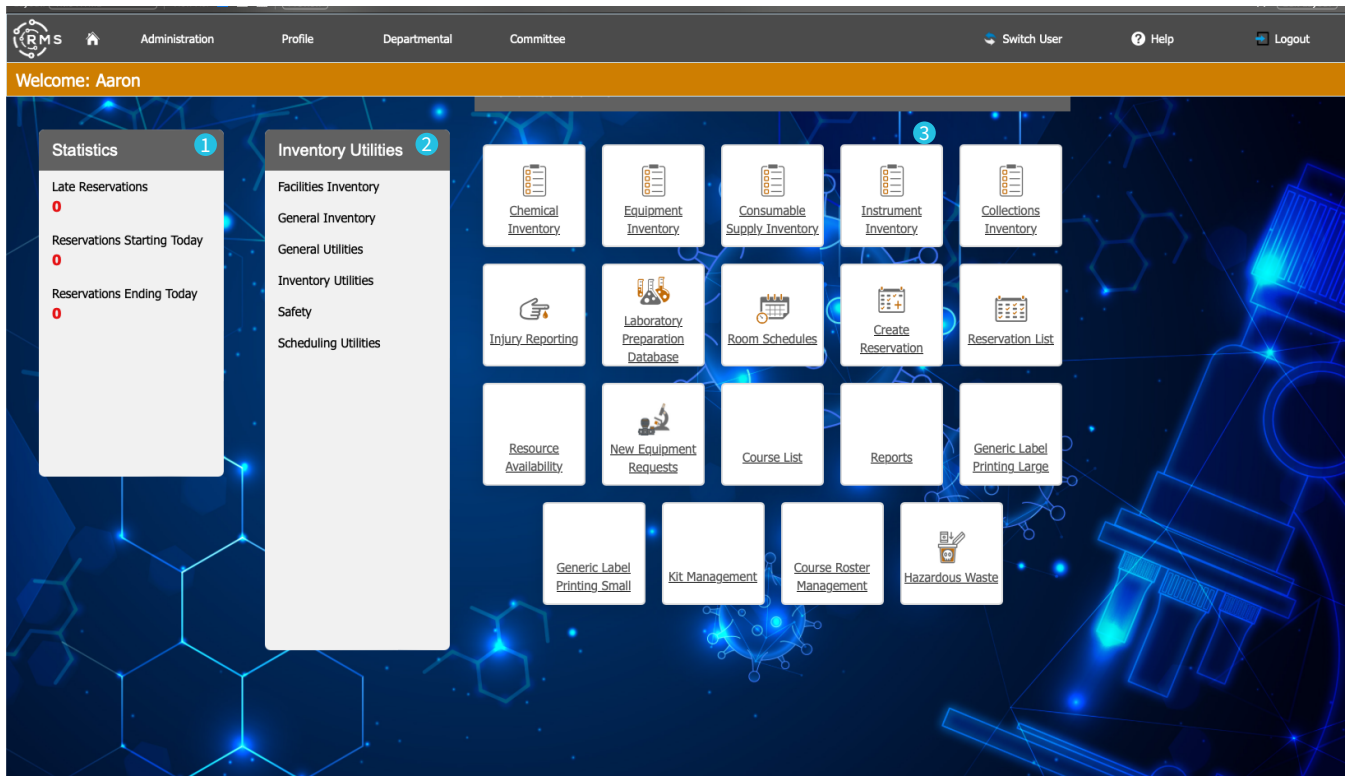 RMS
Administration
Profile
Departmental
Committee
Switch User
? Help
Logout
Welcome: Aaron
Statistics
1
Late Reservations
0
Reservations Starting Today
0
Reservations Ending Today
0
Inventory Utilities
2
Facilities Inventory
General Inventory
General Utilities
Inventory Utilities
Safety
Scheduling Utilities
3
Chemical
Inventory
Equipment
Inventory
Consumable
Supply Inventory
Instrument
Inventory
Collections
Inventory
Injury Reporting
Laboratory
Preparation
Database
Room Schedules
Create
Reservation
Reservation List
Resource
Availability
New Equipment
Requests
Course List
Reports
Generic Label
Printing Large
Generic Label
Printing Small
Kit Management
Course Roster
Management
Hazardous Waste